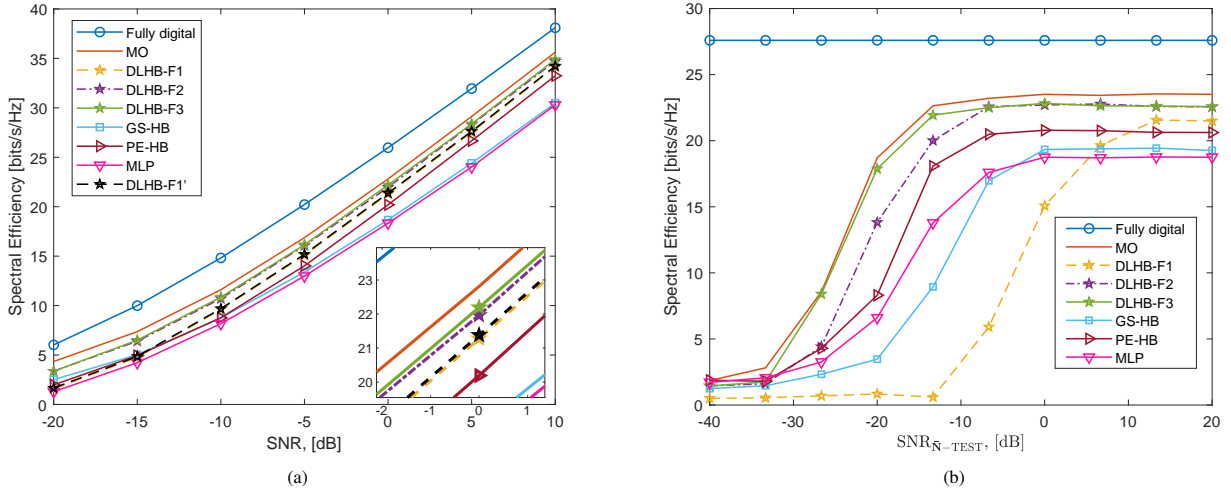 40
35
30
25
20
15
10
5
0
Spectral Efficiency [bits/s/Hz]
Fully digital
MO
DLHB-F1
DLHB-F2
DLHB-F3
GS-HB
PE-HB
MLP
DLHB-F1'
23
22
21
20
-2 -1 0 1
-20 -15 -10 -5 0 5 10
SNR, [dB]
(a)
30
25
20
15
10
5
0
Spectral Efficiency [bits/s/Hz]
Fully digital
MO
DLHB-F1
DLHB-F2
DLHB-F3
GS-HB
PE-HB
MLP
-40 -30 -20 -10 0 10 20
SNR_{\bar{N}-TEST}, [dB]
(b)